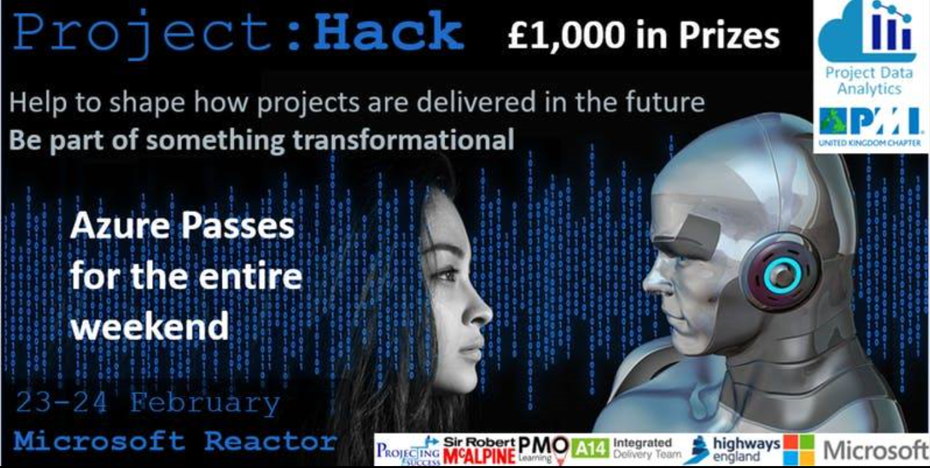 Project:Hack
£1,000 in Prizes
Project Data
Analytics
PMI
UNITED KINGDOM CHAPTER
Help to shape how projects are delivered in the future
Be part of something transformational
Azure Passes
for the entire
weekend
23-24 February
Microsoft Reactor
PROJECTING
SUCCESS
Sir Robert
McALPINE
PMO
Learning
A14
Integrated
Delivery Team
highways
england
Microsoft